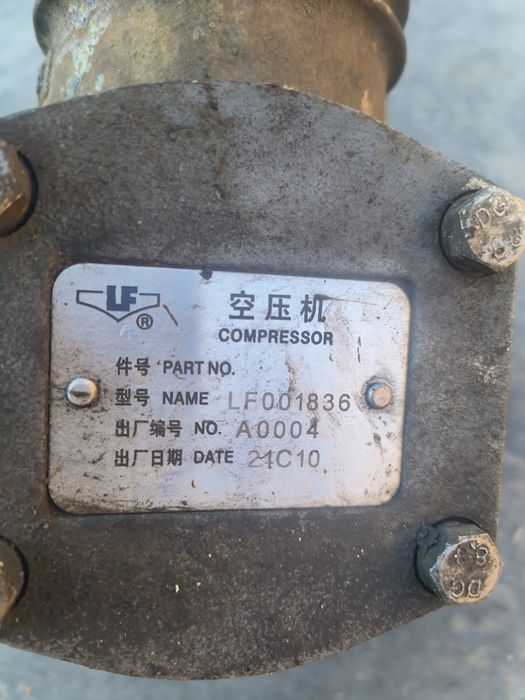 LF
®
空压机
COMPRESSOR
件号 PART NO.
型号 NAME LF001836
出厂编号 NO. A0004
出厂日期 DATE 21C10